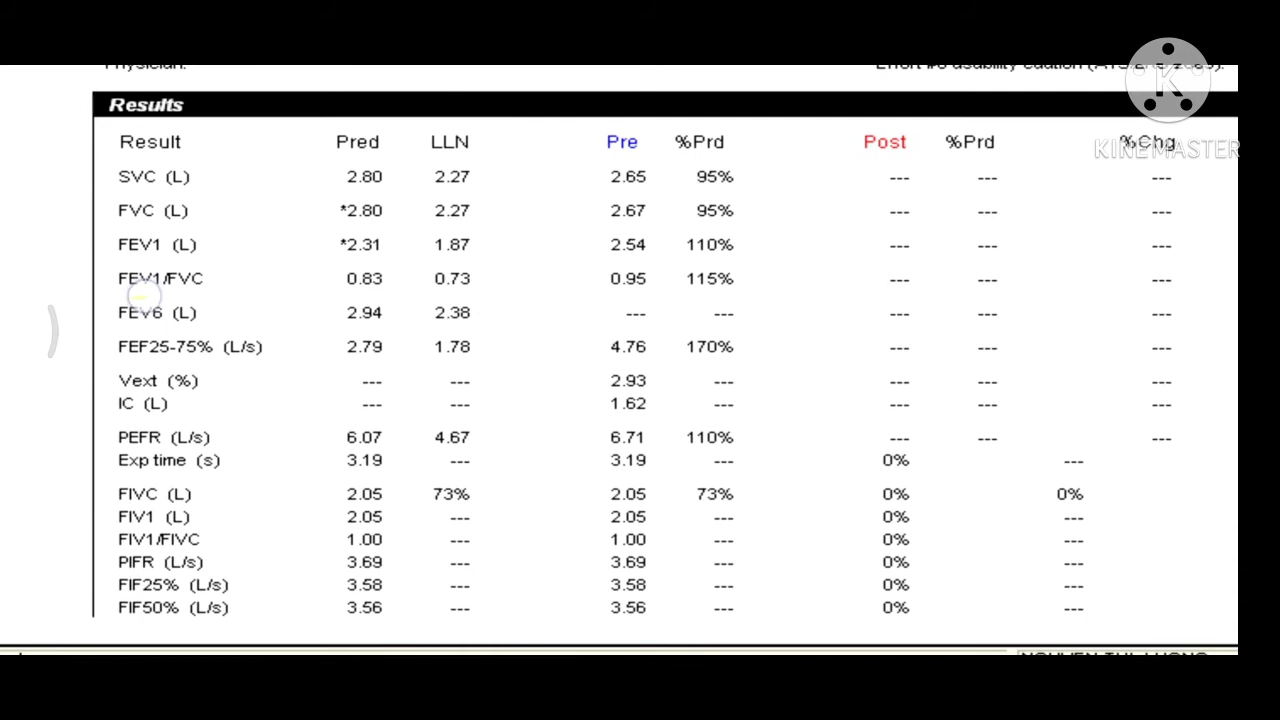 Physician:
Results
Result Pred LLN Pre %Prd Post %Prd %Chg
KINEMASTER
SVC (L) 2.80 2.27 2.65 95% --- --- ---
FVC (L) *2.80 2.27 2.67 95% --- --- ---
FEV1 (L) *2.31 1.87 2.54 110% --- --- ---
FEV1/FVC 0.83 0.73 0.95 115% --- --- ---
FEV6 (L) 2.94 2.38 --- --- --- --- ---
FEF25-75% (L/s) 2.79 1.78 4.76 170% --- --- ---
Vext (%) --- --- 2.93 --- --- --- ---
IC (L) --- --- 1.62 --- --- --- ---
PEFR (L/s) 6.07 4.67 6.71 110% --- --- ---
Exp time (s) 3.19 --- 3.19 --- 0% ---
FIVC (L) 2.05 73% 2.05 73% 0% 0%
FIV1 (L) 2.05 --- 2.05 --- 0% ---
FIV1/FIVC 1.00 --- 1.00 --- 0% ---
PIFR (L/s) 3.69 --- 3.69 --- 0% ---
FIF25% (L/s) 3.58 --- 3.58 --- 0% ---
FIF50% (L/s) 3.56 --- 3.56 --- 0% ---